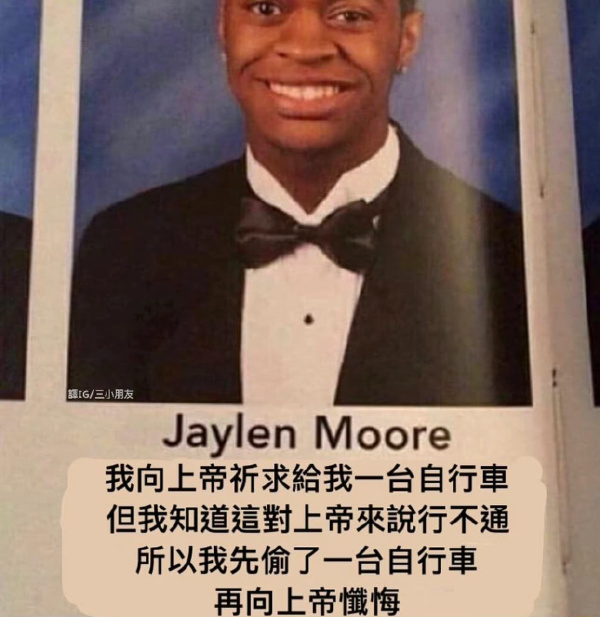 譯IG/三小朋友
Jaylen Moore
我向上帝祈求給我一台自行車
但我知道這對上帝來說行不通
所以我先偷了一台自行車
再向上帝懺悔